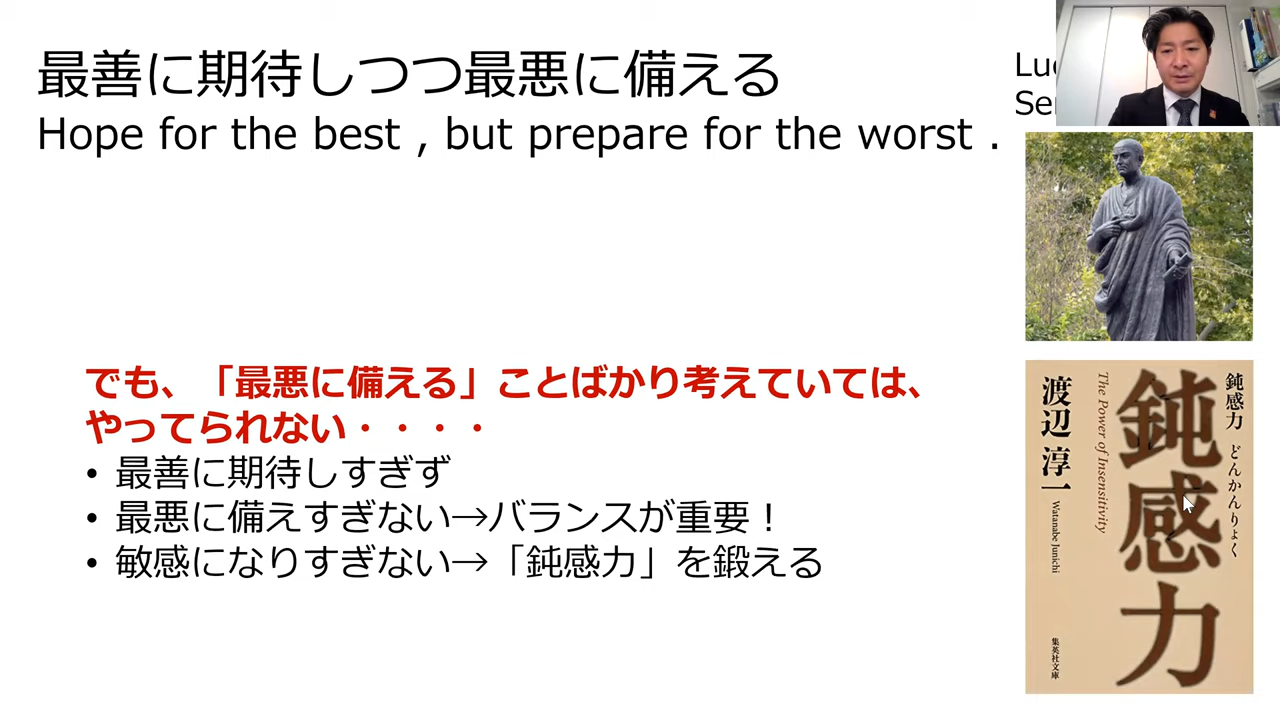 最善に期待しつつ最悪に備える
Hope for the best , but prepare for the worst .
でも、「最悪に備える」ことばかり考えていては、
やってられない・・・・
• 最善に期待しすぎず
• 最悪に備えすぎない→バランスが重要！
• 敏感になりすぎない→「鈍感力」を鍛える
鈍感力 どんかんりょく
鈍感力
The Power of Insensitivity
渡辺淳一
Watanabe Junichi
集英社文庫